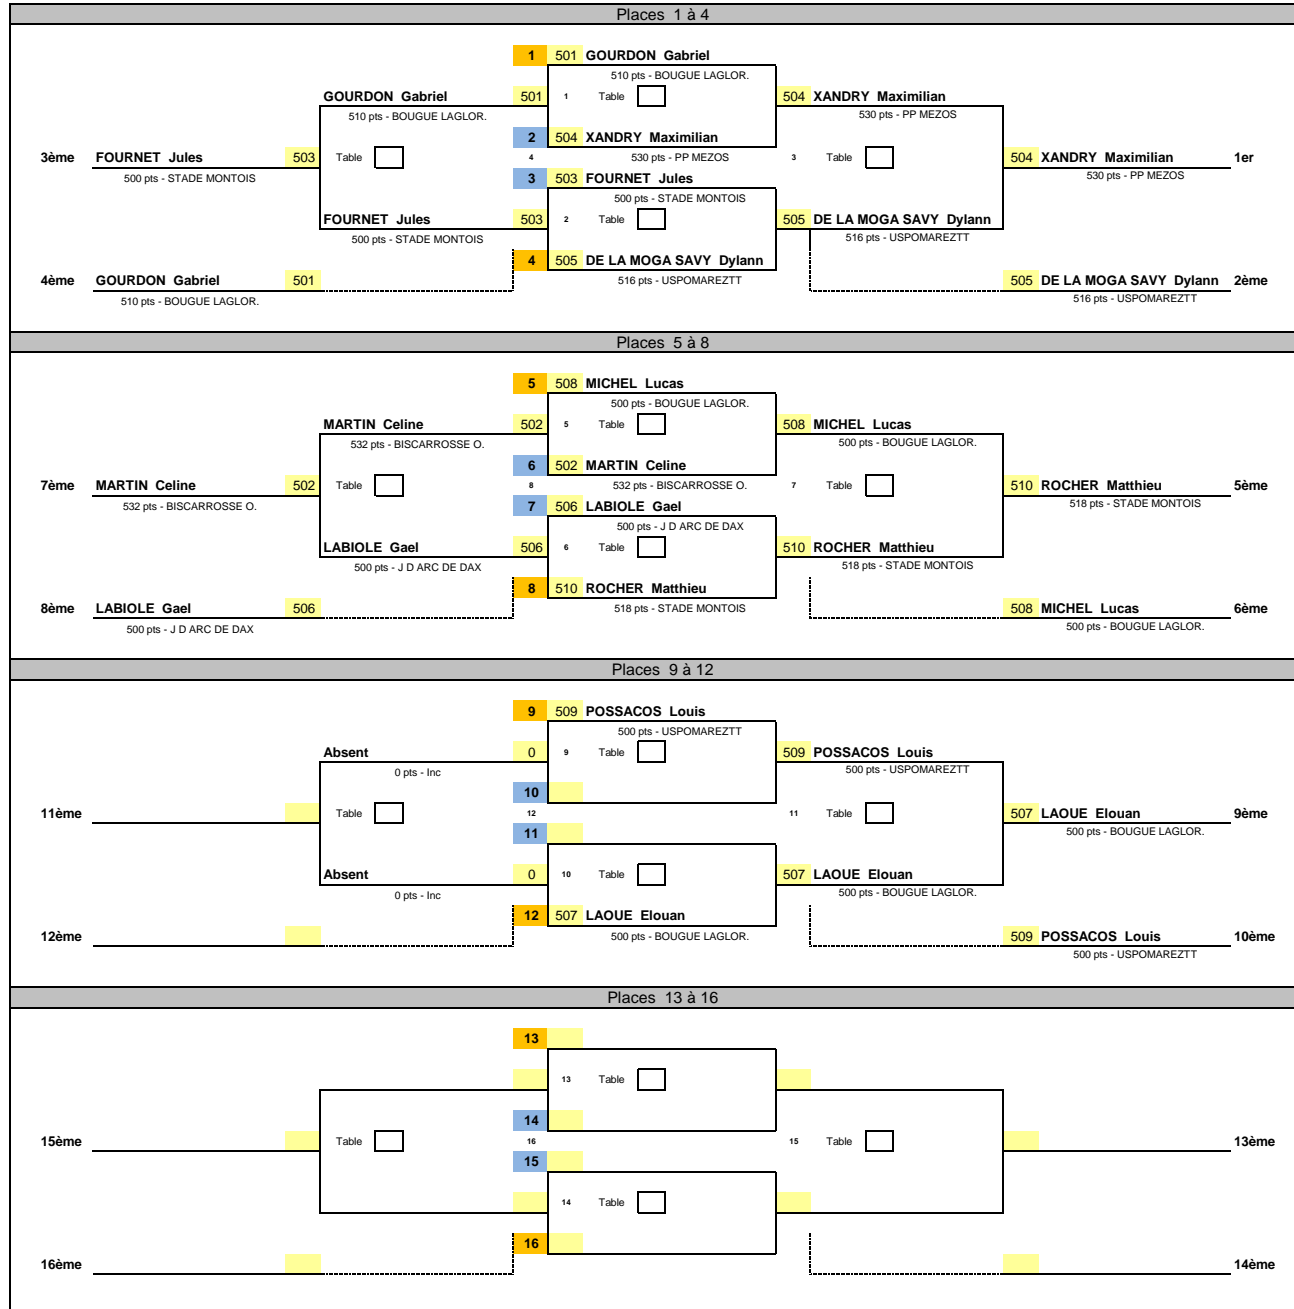 Places 1 à 4
1 501 GOURDON Gabriel
510 pts - BOUGUE LAGLOR.
GOURDON Gabriel 501 1 Table 504 XANDRY Maximilian
510 pts - BOUGUE LAGLOR. 530 pts - PP MEZOS
2 504 XANDRY Maximilian
3ème FOURNET Jules 503 Table 4 530 pts - PP MEZOS 3 Table 504 XANDRY Maximilian 1er
500 pts - STADE MONTOIS 3 503 FOURNET Jules 530 pts - PP MEZOS
500 pts - STADE MONTOIS
FOURNET Jules 503 2 Table 505 DE LA MOGA SAVY Dylann
500 pts - STADE MONTOIS 516 pts - USPOMAREZTT
4 505 DE LA MOGA SAVY Dylann
4ème GOURDON Gabriel 501 516 pts - USPOMAREZTT 505 DE LA MOGA SAVY Dylann 2ème
510 pts - BOUGUE LAGLOR. 516 pts - USPOMAREZTT
Places 5 à 8
5 508 MICHEL Lucas
500 pts - BOUGUE LAGLOR.
MARTIN Celine 502 5 Table 508 MICHEL Lucas
532 pts - BISCARROSSE O. 500 pts - BOUGUE LAGLOR.
6 502 MARTIN Celine
7ème MARTIN Celine 502 Table 8 532 pts - BISCARROSSE O. 7 Table 510 ROCHER Matthieu 5ème
532 pts - BISCARROSSE O. 7 506 LABIOLE Gael 518 pts - STADE MONTOIS
500 pts - J D ARC DE DAX
LABIOLE Gael 506 6 Table 510 ROCHER Matthieu
500 pts - J D ARC DE DAX 518 pts - STADE MONTOIS
8 510 ROCHER Matthieu
8ème LABIOLE Gael 506 518 pts - STADE MONTOIS 508 MICHEL Lucas 6ème
500 pts - J D ARC DE DAX 500 pts - BOUGUE LAGLOR.
Places 9 à 12
9 509 POSSACOS Louis
500 pts - USPOMAREZTT
Absent 0 9 Table 509 POSSACOS Louis
0 pts - Inc 500 pts - USPOMAREZTT
10
11ème Table 12 11 Table 507 LAOUE Elouan 9ème
11 500 pts - BOUGUE LAGLOR.
Absent 0 10 Table 507 LAOUE Elouan
0 pts - Inc 500 pts - BOUGUE LAGLOR.
12 507 LAOUE Elouan
12ème 500 pts - BOUGUE LAGLOR. 509 POSSACOS Louis 10ème
500 pts - USPOMAREZTT
Places 13 à 16
13
13 Table
14
15ème Table 16 15 Table 13ème
15
14 Table
16
16ème 14ème